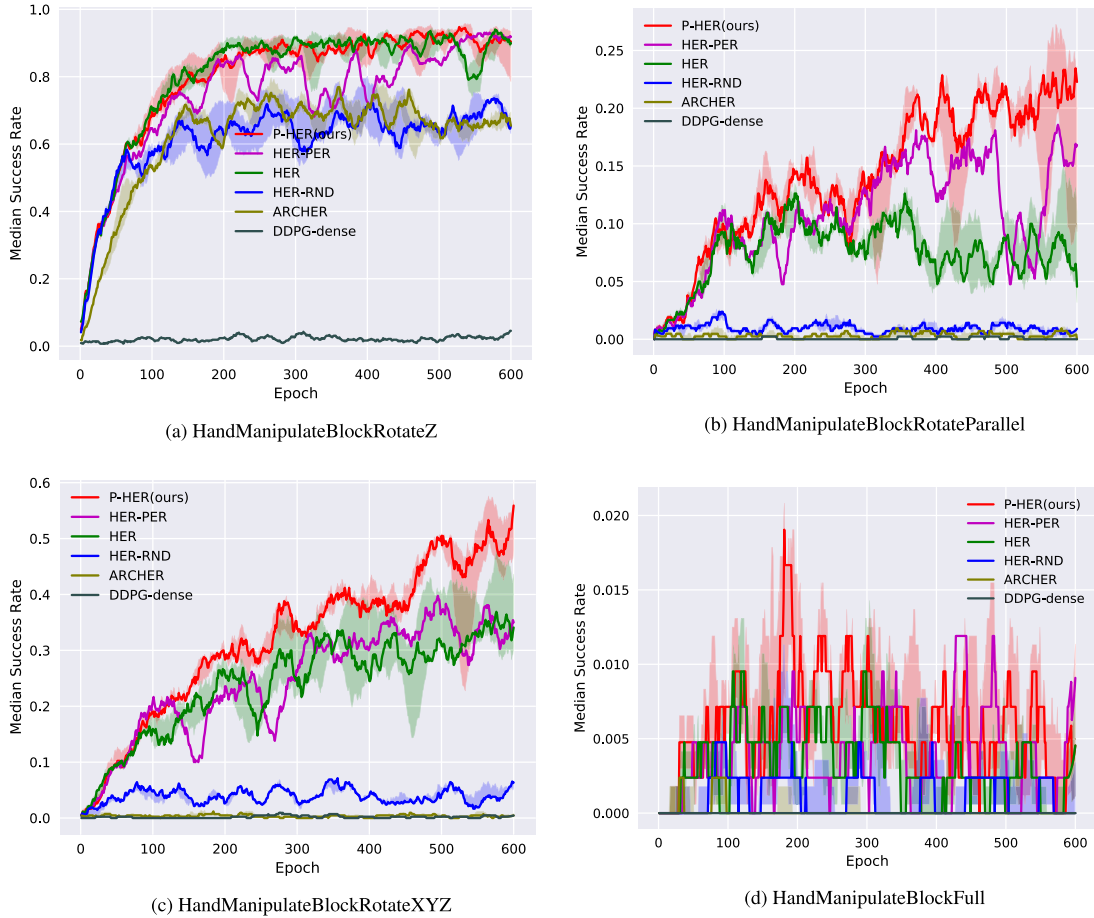 Median Success Rate
0.0
0.2
0.4
0.6
0.8
1.0
0 100 200 300 400 500 600
Epoch
P-HER(ours)
HER-PER
HER
HER-RND
ARCHER
DDPG-dense
(a) HandManipulateBlockRotateZ
Median Success Rate
0.25
0.20
0.15
0.10
0.05
0.00
0 100 200 300 400 500 600
Epoch
P-HER(ours)
HER-PER
HER
HER-RND
ARCHER
DDPG-dense
(b) HandManipulateBlockRotateParallel
Median Success Rate
0.6
0.5
0.4
0.3
0.2
0.1
0.0
0 100 200 300 400 500 600
Epoch
P-HER(ours)
HER-PER
HER
HER-RND
ARCHER
DDPG-dense
(c) HandManipulateBlockRotateXYZ
Median Success Rate
0.020
0.015
0.010
0.005
0.000
0 100 200 300 400 500 600
Epoch
P-HER(ours)
HER-PER
HER
HER-RND
ARCHER
DDPG-dense
(d) HandManipulateBlockFull